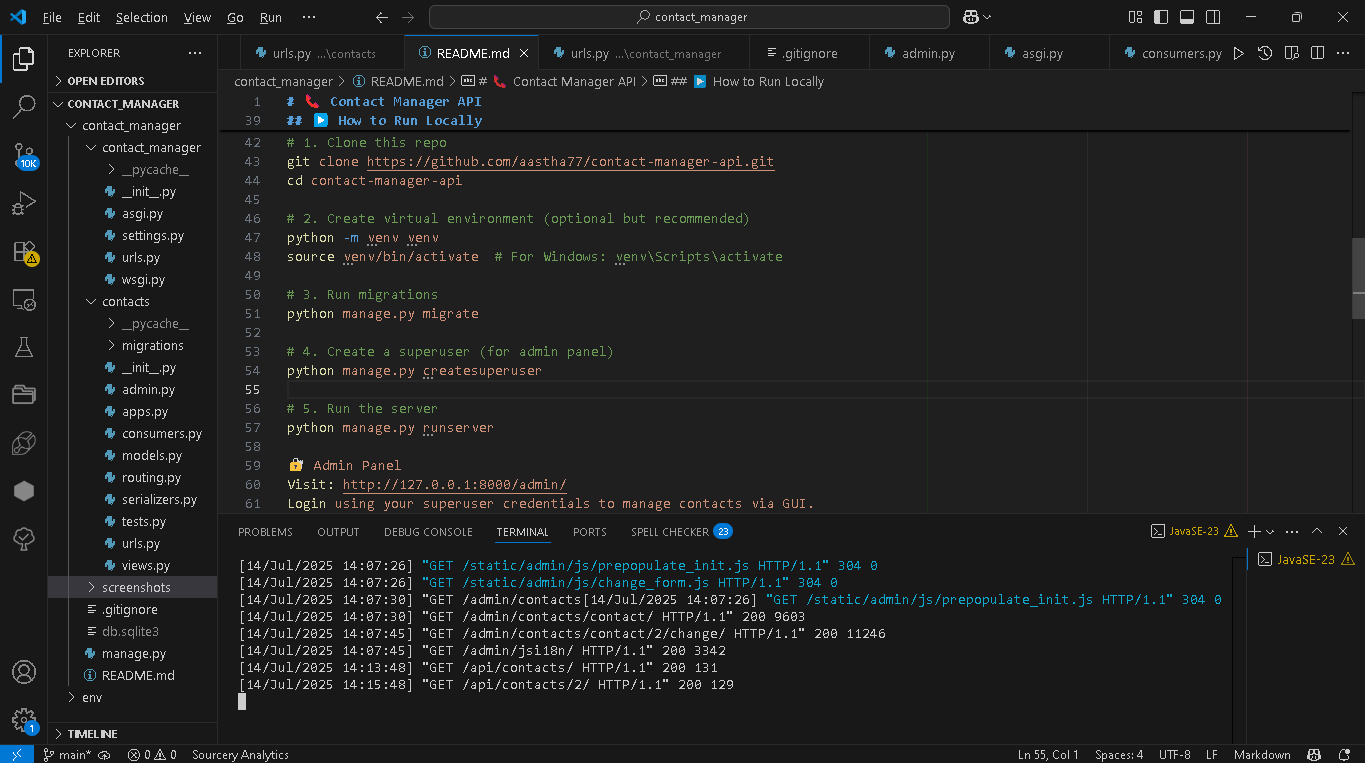 File Edit Selection View Go Run ··· contact_manager
EXPLORER ···
OPEN EDITORS
CONTACT_MANAGER
contact_manager
contact_manager
__pycache__
__init__.py
asgi.py
settings.py
urls.py
wsgi.py
contacts
__pycache__
migrations
__init__.py
admin.py
apps.py
consumers.py
models.py
routing.py
serializers.py
tests.py
urls.py
views.py
screenshots
.gitignore
db.sqlite3
manage.py
README.md
env
TIMELINE
10K
1
urls.py ...\contacts README.md urls.py ...\contact_manager .gitignore admin.py asgi.py consumers.py
contact_manager > README.md > # 📞 Contact Manager API > ## ▶️ How to Run Locally
1 # 📞 Contact Manager API
39 ## ▶️ How to Run Locally
42 # 1. Clone this repo
43 git clone https://github.com/aastha77/contact-manager-api.git
44 cd contact-manager-api
45
46 # 2. Create virtual environment (optional but recommended)
47 python -m venv venv
48 source venv/bin/activate  # For Windows: venv\Scripts\activate
49
50 # 3. Run migrations
51 python manage.py migrate
52
53 # 4. Create a superuser (for admin panel)
54 python manage.py createsuperuser
55
56 # 5. Run the server
57 python manage.py runserver
58
59 🔐 Admin Panel
60 Visit: http://127.0.0.1:8000/admin/
61 Login using your superuser credentials to manage contacts via GUI.
PROBLEMS OUTPUT DEBUG CONSOLE TERMINAL PORTS SPELL CHECKER 23 JavaSE-23
[14/Jul/2025 14:07:26] "GET /static/admin/js/prepopulate_init.js HTTP/1.1" 304 0
[14/Jul/2025 14:07:26] "GET /static/admin/js/change_form.js HTTP/1.1" 304 0
[14/Jul/2025 14:07:30] "GET /admin/contacts[14/Jul/2025 14:07:26] "GET /static/admin/js/prepopulate_init.js HTTP/1.1" 304 0
[14/Jul/2025 14:07:30] "GET /admin/contacts/contact/ HTTP/1.1" 200 9603
[14/Jul/2025 14:07:45] "GET /admin/contacts/contact/2/change/ HTTP/1.1" 200 11246
[14/Jul/2025 14:07:45] "GET /admin/jsi18n/ HTTP/1.1" 200 3342
[14/Jul/2025 14:13:48] "GET /api/contacts/ HTTP/1.1" 200 131
[14/Jul/2025 14:15:48] "GET /api/contacts/2/ HTTP/1.1" 200 129
JavaSE-23
main* 0 0 Sourcery Analytics Ln 55, Col 1 Spaces: 4 UTF-8 LF Markdown